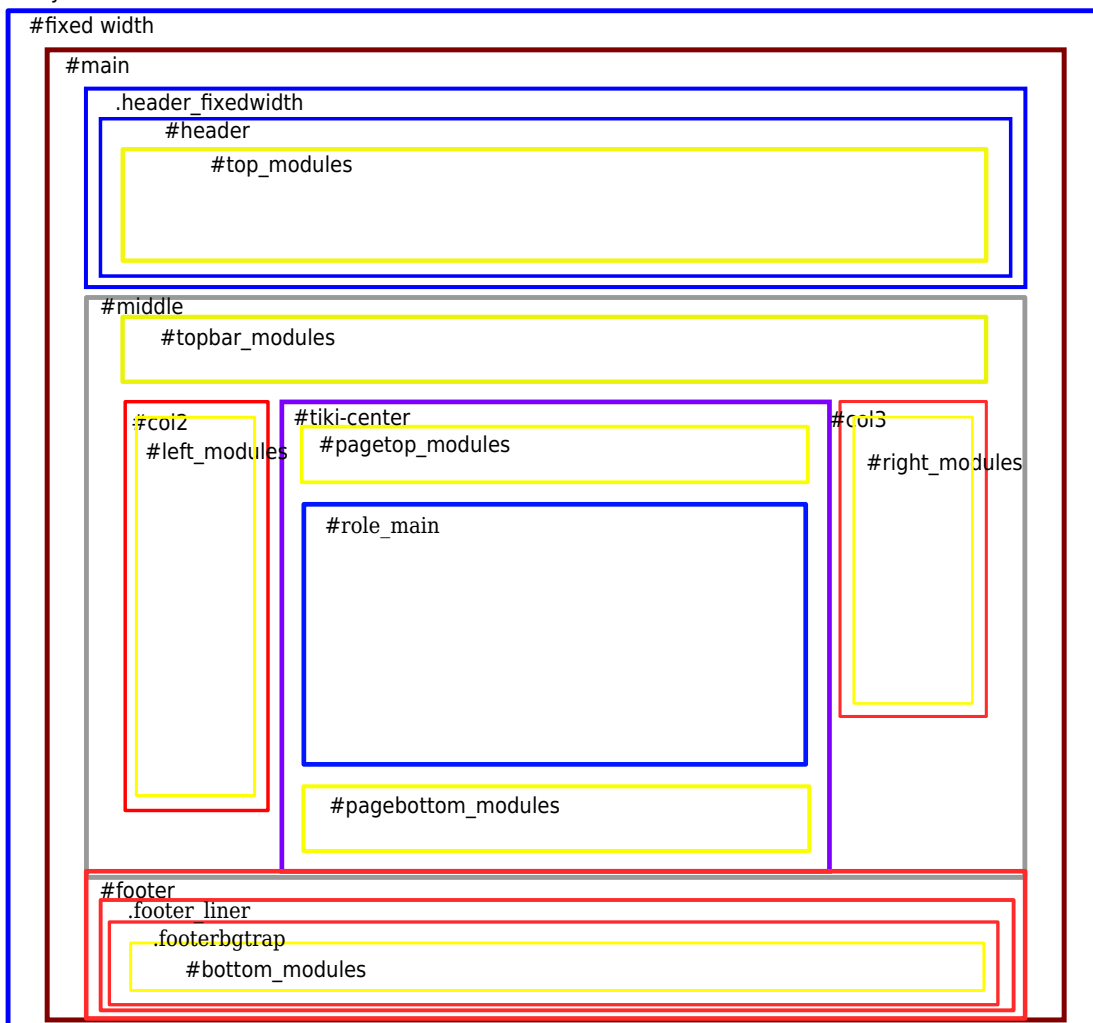 #fixed width
#main
.header_fixedwidth
#header
#top_modules
#middle
#topbar_modules
#col2
#tiki-center
#col3
#left_modules
#pagetop_modules
#right_modules
#role_main
#pagebottom_modules
#footer
.footer_liner
.footerbgtrap
#bottom_modules